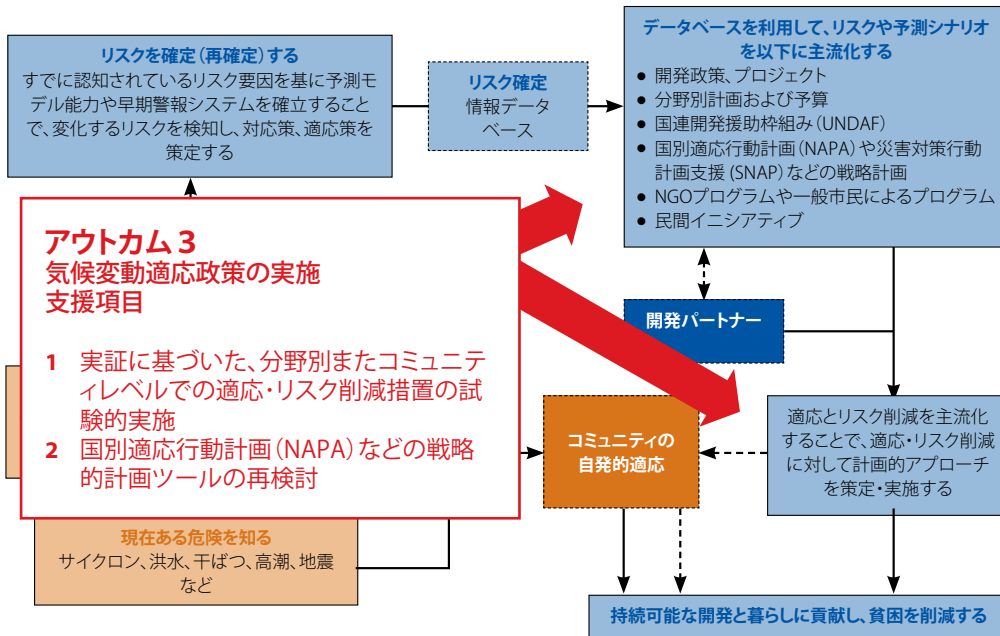 リスクを確定(再確定)する
すでに認知されているリスク要因を基に予測モ
デル能力や早期警報システムを確立すること
で、変化するリスクを検知し、対応策、適応策を
策定する
リスク確定
情報データ
ベース
データベースを利用して、リスクや予測シナリオ
を以下に主流化する
● 開発政策、プロジェクト
● 分野別計画および予算
● 国連開発援助枠組み(UNDAF)
● 国別適応行動計画(NAPA)や災害対策行動
計画支援 (SNAP)などの戦略計画
● NGOプログラムや一般市民によるプログラム
● 民間イニシアティブ
アウトカム 3
気候変動適応政策の実施
支援項目
1 実証に基づいた、分野別またコミュニテ
ィレベルでの適応・リスク削減措置の試
験的実施
2 国別適応行動計画(NAPA)などの戦略
的計画ツールの再検討
開発パートナー
コミュニティの
自発的適応
適応とリスク削減を主流化
することで、適応・リスク削減
に対して計画的アプローチ
を策定・実施する
現在ある危険を知る
サイクロン、洪水、干ばつ、高潮、地震
など
持続可能な開発と暮らしに貢献し、貧困を削減する